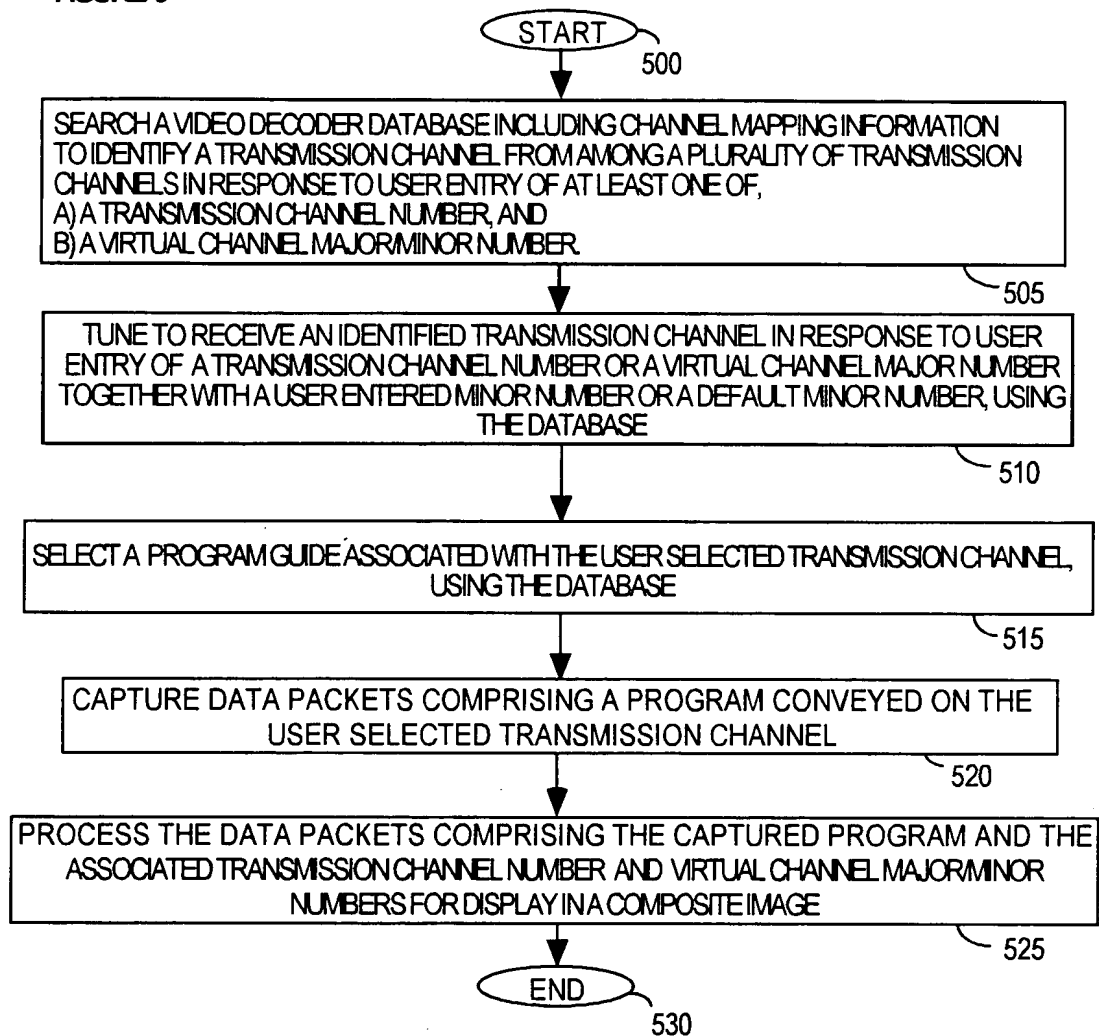 START
500
SEARCH A VIDEO DECODER DATABASE INCLUDING CHANNEL MAPPING INFORMATION
TO IDENTIFY A TRANSMISSION CHANNEL FROM AMONG A PLURALITY OF TRANSMISSION
CHANNELS IN RESPONSE TO USER ENTRY OF AT LEAST ONE OF,
A) A TRANSMISSION CHANNEL NUMBER, AND
B) A VIRTUAL CHANNEL MAJOR/MINOR NUMBER.
505
TUNE TO RECEIVE AN IDENTIFIED TRANSMISSION CHANNEL IN RESPONSE TO USER
ENTRY OF A TRANSMISSION CHANNEL NUMBER OR A VIRTUAL CHANNEL MAJOR NUMBER
TOGETHER WITH A USER ENTERED MINOR NUMBER OR A DEFAULT MINOR NUMBER, USING
THE DATABASE
510
SELECT A PROGRAM GUIDE ASSOCIATED WITH THE USER SELECTED TRANSMISSION CHANNEL,
USING THE DATABASE
515
CAPTURE DATA PACKETS COMPRISING A PROGRAM CONVEYED ON THE
USER SELECTED TRANSMISSION CHANNEL
520
PROCESS THE DATA PACKETS COMPRISING THE CAPTURED PROGRAM AND THE
ASSOCIATED TRANSMISSION CHANNEL NUMBER AND VIRTUAL CHANNEL MAJOR/MINOR
NUMBERS FOR DISPLAY IN A COMPOSITE IMAGE
525
END
530